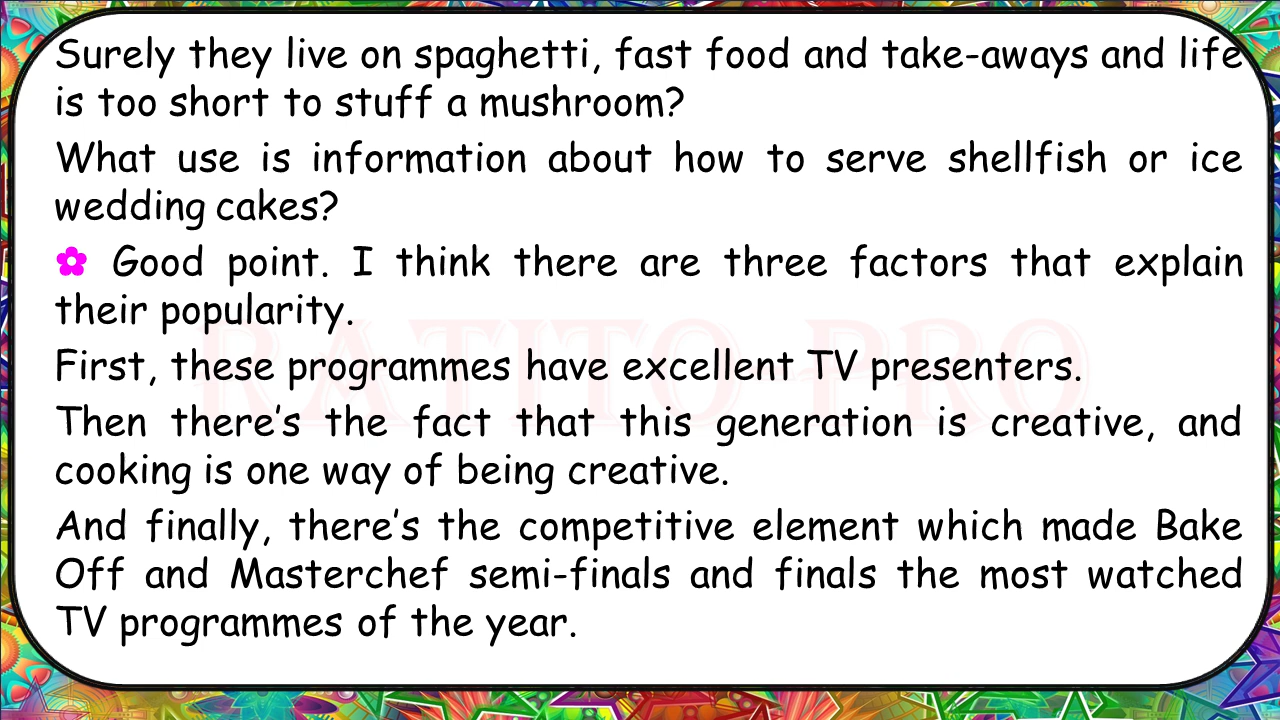 Surely they live on spaghetti, fast food and take-aways and life
is too short to stuff a mushroom?
What use is information about how to serve shellfish or ice
wedding cakes?
✿ Good point. I think there are three factors that explain
their popularity.
First, these programmes have excellent TV presenters.
Then there's the fact that this generation is creative, and
cooking is one way of being creative.
And finally, there's the competitive element which made Bake
Off and Masterchef semi-finals and finals the most watched
TV programmes of the year.
RATITO PRO